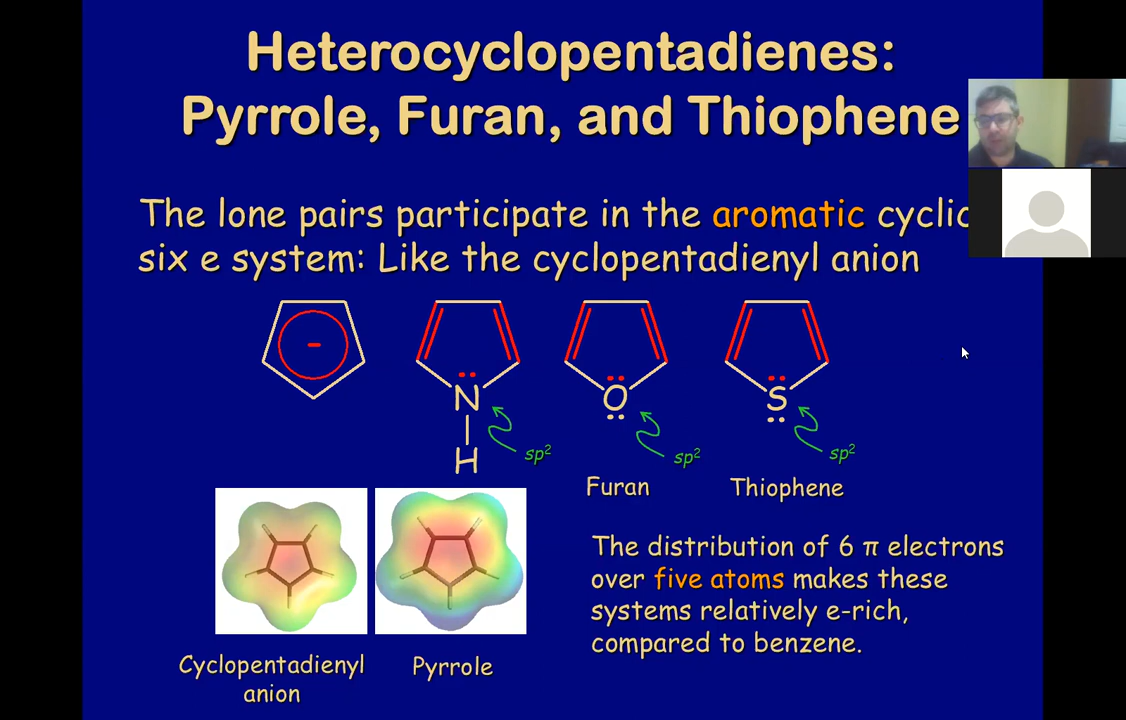 Heterocyclopentadienes:
Pyrrole, Furan, and Thiophene
The lone pairs participate in the aromatic cyclic
six e system: Like the cyclopentadienyl anion
-
N
H
sp²
O
sp²
S
sp²
Furan
Thiophene
The distribution of 6 π electrons
over five atoms makes these
systems relatively e-rich,
compared to benzene.
Cyclopentadienyl
anion
Pyrrole